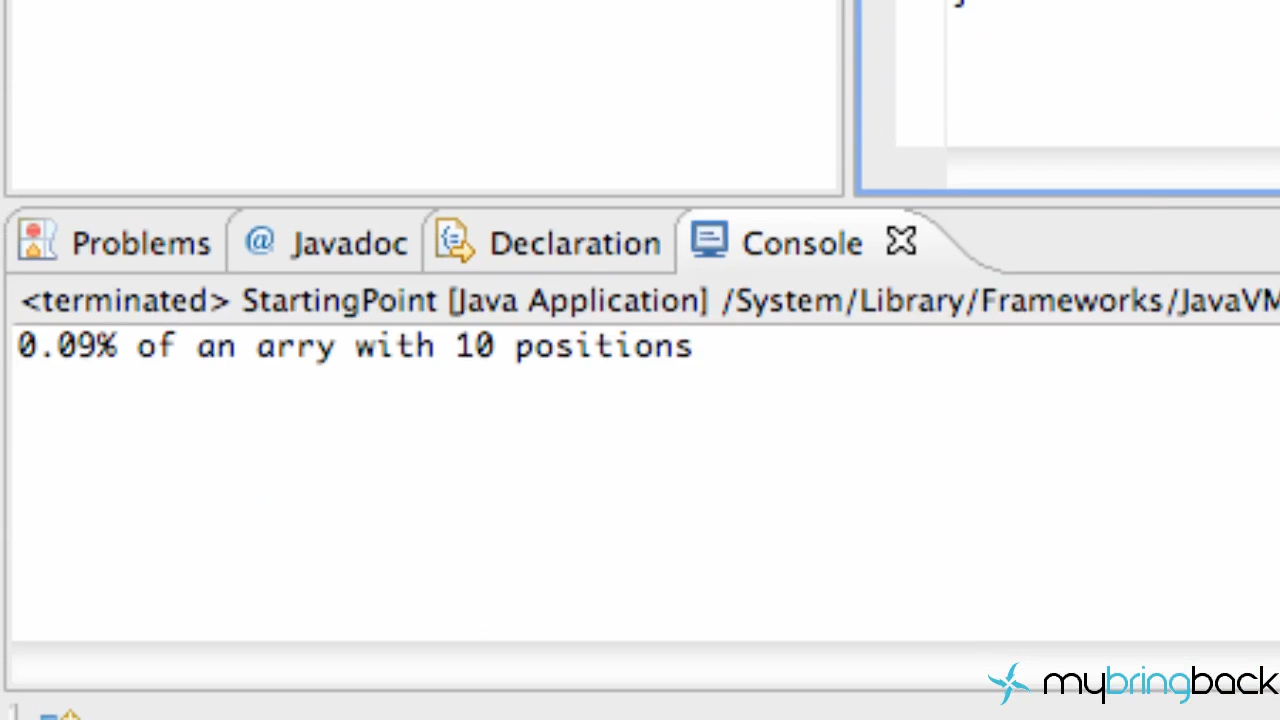 Problems @ Javadoc Declaration Console
<terminated> StartingPoint [Java Application] /System/Library/Frameworks/JavaVM
0.09% of an arry with 10 positions
mybringback